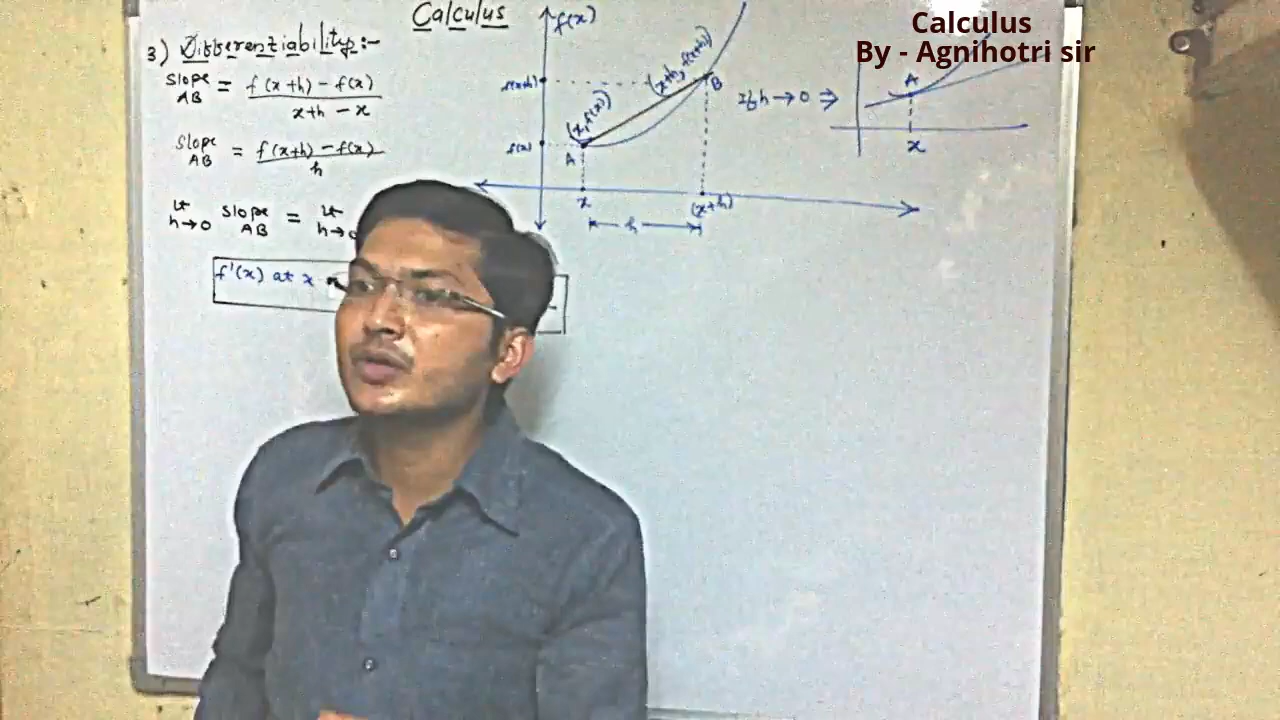 Calculus
Calculus
By - Agnihotri sir
3) Differentiability:-
Slope AB = f(x+h) - f(x) / x+h - x
Slope AB = f(x+h) - f(x) / h
lt h→0 Slope AB = lt h→0
f'(x) at x
f(x)
f(x+h)
f(x)
(x, f(x))
(x+h, f(x+h))
A
B
x
(x+h)
h
If h → 0 ⇒
A
x